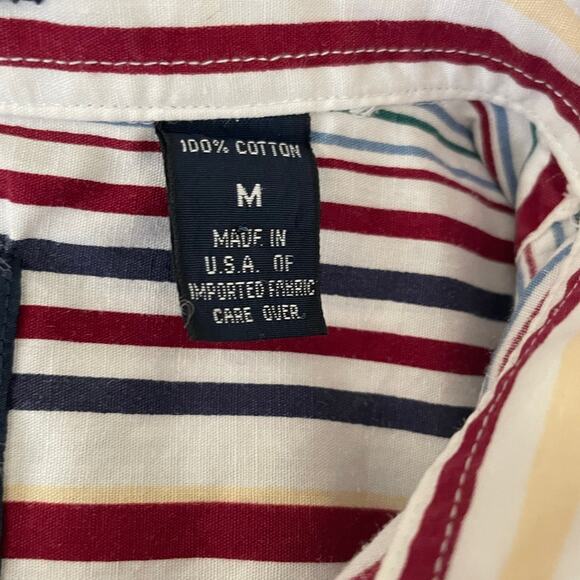 100% COTTON
M
MADE IN
U.S.A. OF
IMPORTED FABRIC
CARE OVER